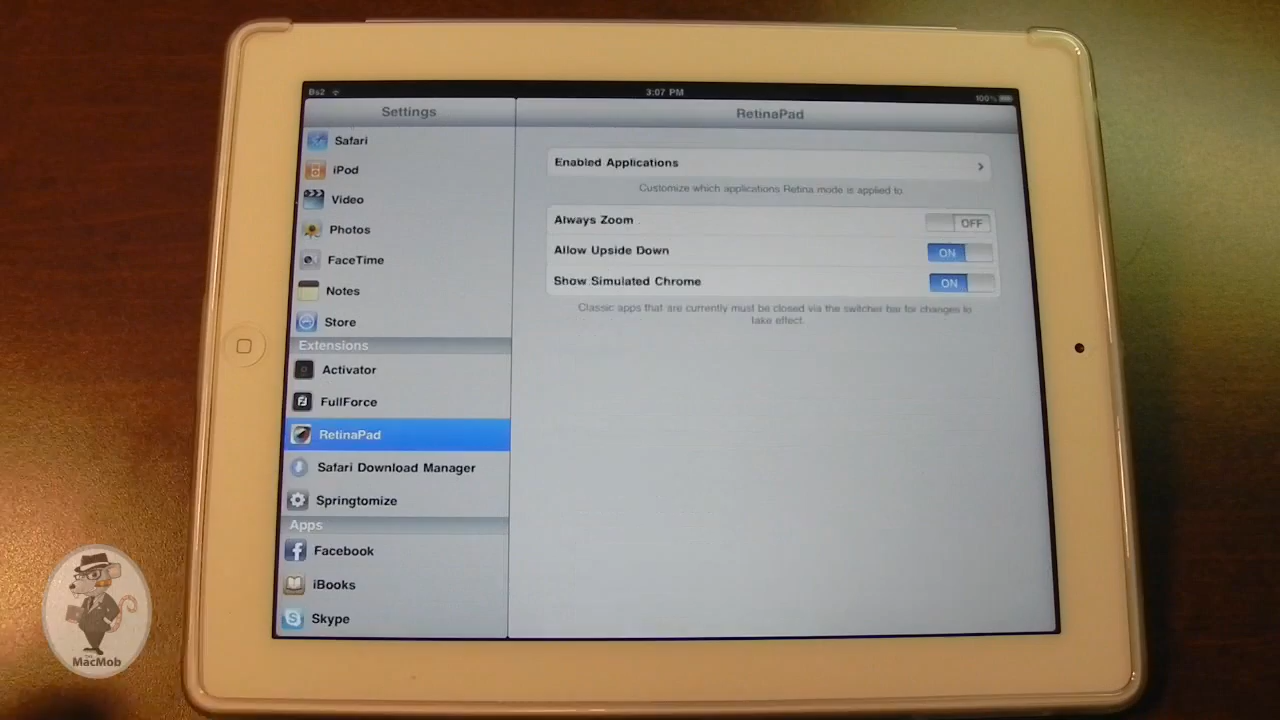 Bs2
3:07 PM
100%
Settings
RetinaPad
Safari
iPod
Video
Photos
FaceTime
Notes
Store
Extensions
Activator
FullForce
RetinaPad
Safari Download Manager
Springtomize
Apps
Facebook
iBooks
Skype
Enabled Applications
Customize which applications Retina mode is applied to.
Always Zoom
OFF
Allow Upside Down
ON
Show Simulated Chrome
ON
Classic apps that are currently must be closed via the switcher bar for changes to
take effect.
THE
MacMob